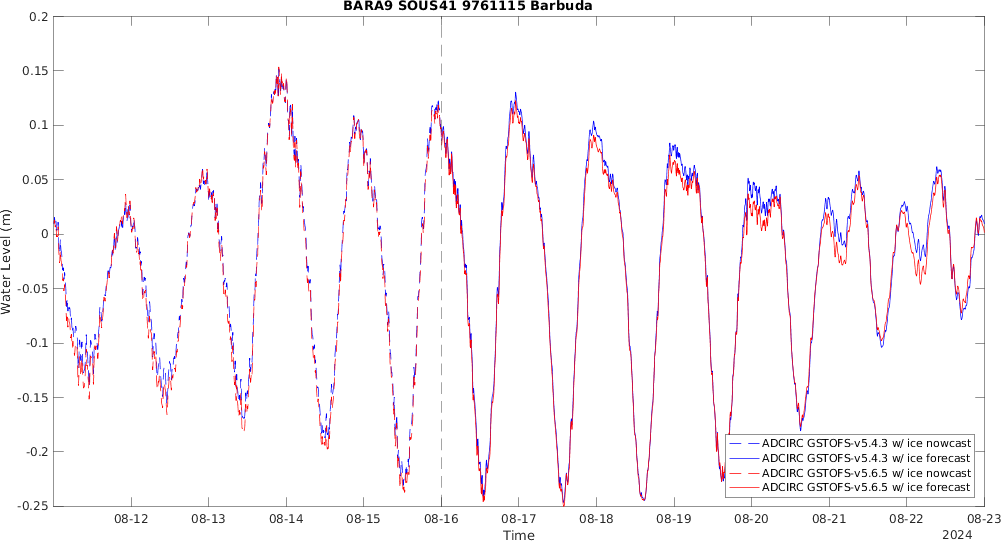 BARA9 SOUS41 9761115 Barbuda
0.2
0.15
0.1
0.05
0
-0.05
-0.1
-0.15
-0.2
-0.25
Water Level (m)
08-12 08-13 08-14 08-15 08-16 08-17 08-18 08-19 08-20 08-21 08-22 08-23
2024
Time
ADCIRC GSTOFS-v5.4.3 w/ ice nowcast
ADCIRC GSTOFS-v5.4.3 w/ ice forecast
ADCIRC GSTOFS-v5.6.5 w/ ice nowcast
ADCIRC GSTOFS-v5.6.5 w/ ice forecast